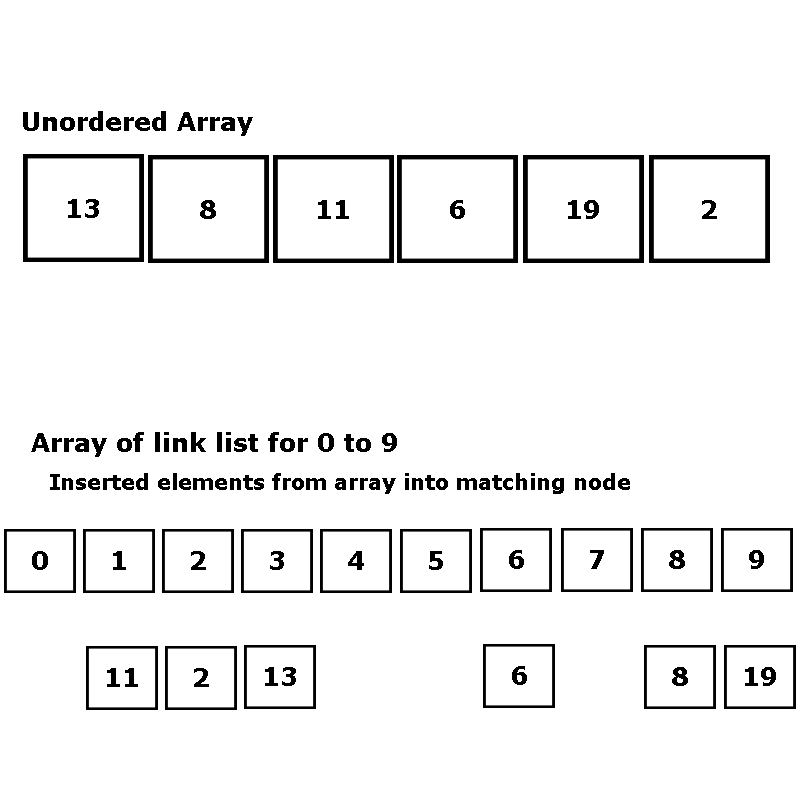 Unordered Array
13 8 11 6 19 2
Array of link list for 0 to 9
Inserted elements from array into matching node
0 1 2 3 4 5 6 7 8 9
11 2 13 6 8 19